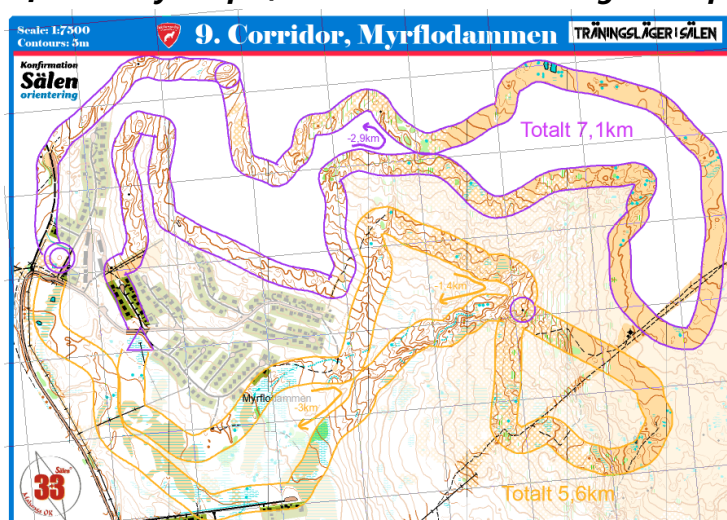 Scale: 1:7500
Contours: 5m
9. Corridor, Myrflodammen
TRÄNINGSLÄGER I SÄLEN
Konfirmation
Sälen
orientering
-2.9km
Totalt 7,1km
-1,4km
Myrflodammen
-3km
Totalt 5,6km
Sälen
33